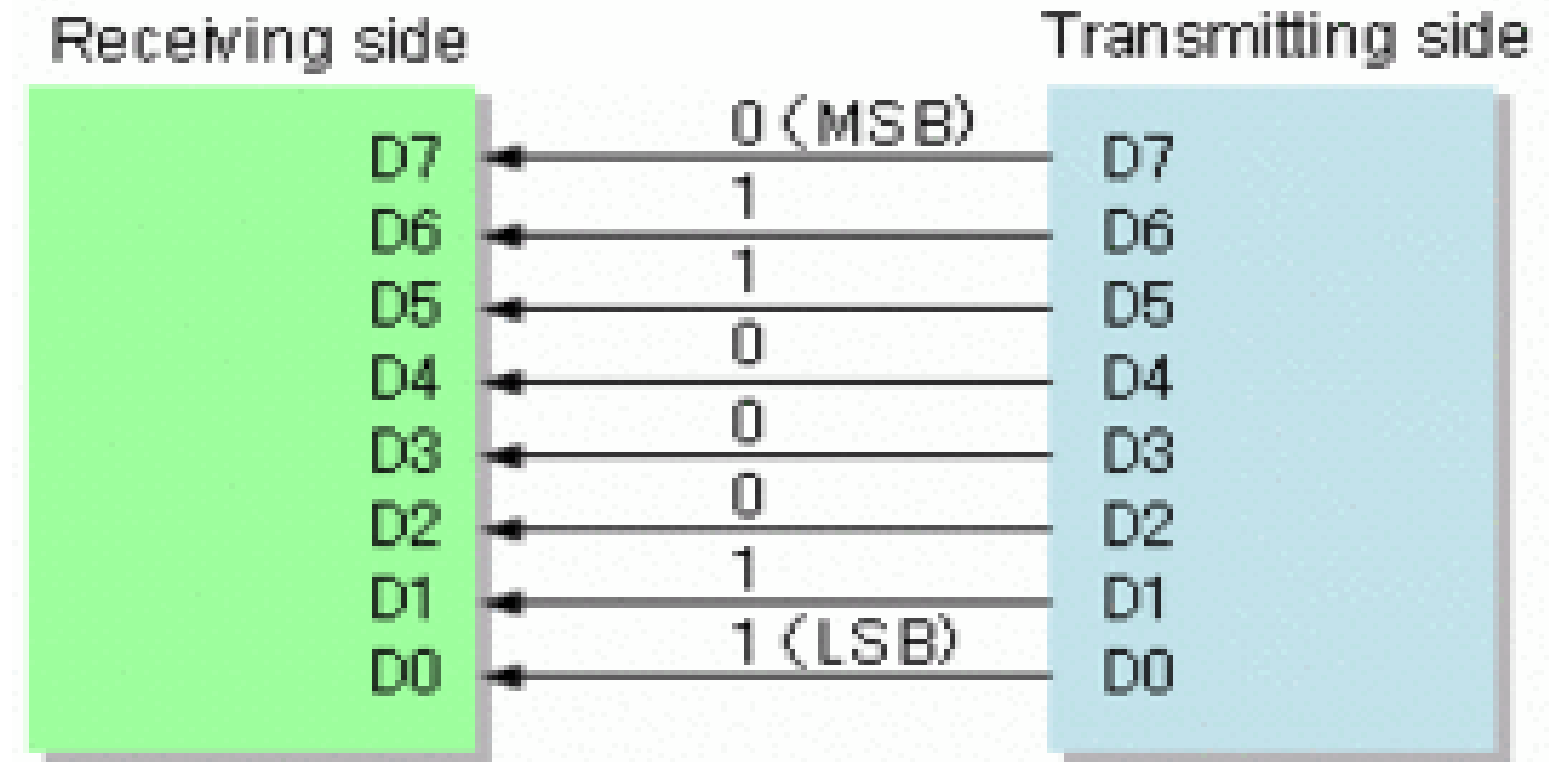 Receiving side Transmitting side
0 (MSB)
D7 D7
1
D6 D6
1
D5 D5
0
D4 D4
0
D3 D3
0
D2 D2
1
D1 D1
1 (LSB)
D0 D0